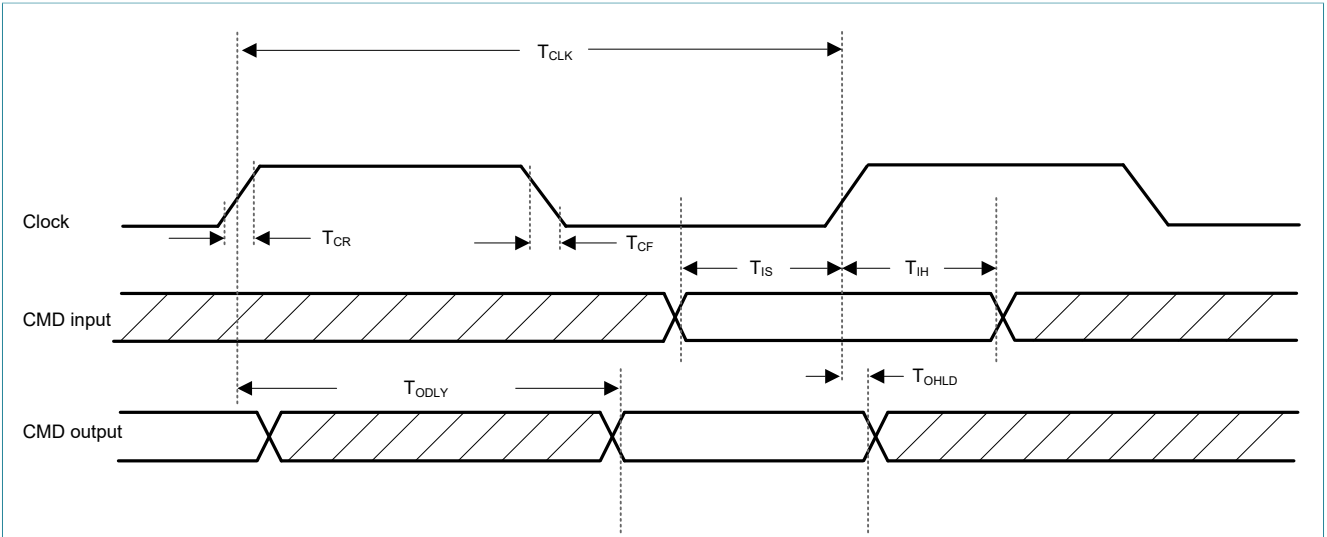 TCLK
Clock
TCR
TCF
TIS
TIH
CMD input
TOHLD
TODLY
CMD output